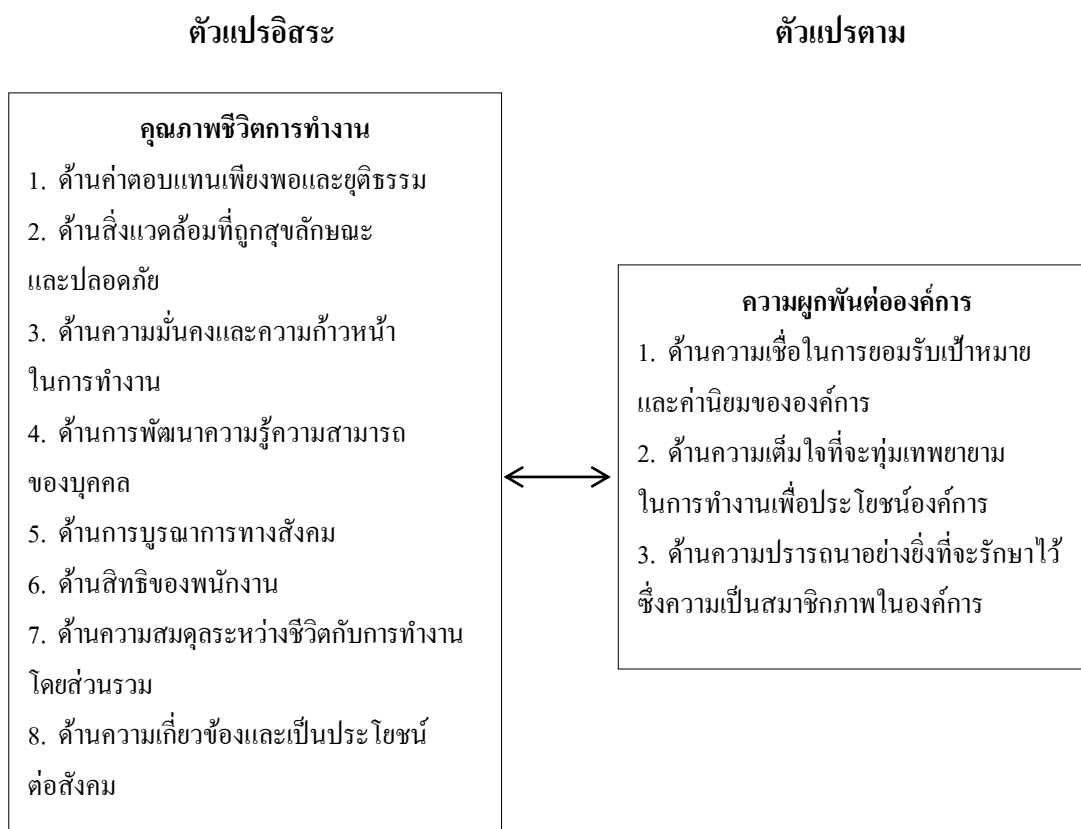 ตัวแปรอิสระ
ตัวแปรตาม
คุณภาพชีวิตการทำงาน
1. ด้านค่าตอบแทนเพียงพอและยุติธรรม
2. ด้านสิ่งแวดล้อมที่ถูกสุขลักษณะ
และปลอดภัย
3. ด้านความมั่นคงและความก้าวหน้า
ในการทำงาน
4. ด้านการพัฒนาความรู้ความสามารถ
ของบุคคล
5. ด้านการบูรณาการทางสังคม
6. ด้านสิทธิของพนักงาน
7. ด้านความสมดุลระหว่างชีวิตกับการทำงาน
โดยส่วนรวม
8. ด้านความเกี่ยวข้องและเป็นประโยชน์
ต่อสังคม
ความผูกพันต่อองค์การ
1. ด้านความเชื่อในการยอมรับเป้าหมาย
และค่านิยมขององค์การ
2. ด้านความเต็มใจที่จะทุ่มเทพยายาม
ในการทำงานเพื่อประโยชน์องค์การ
3. ด้านความปรารถนาอย่างยิ่งที่จะรักษาไว้
ซึ่งความเป็นสมาชิกภาพในองค์การ